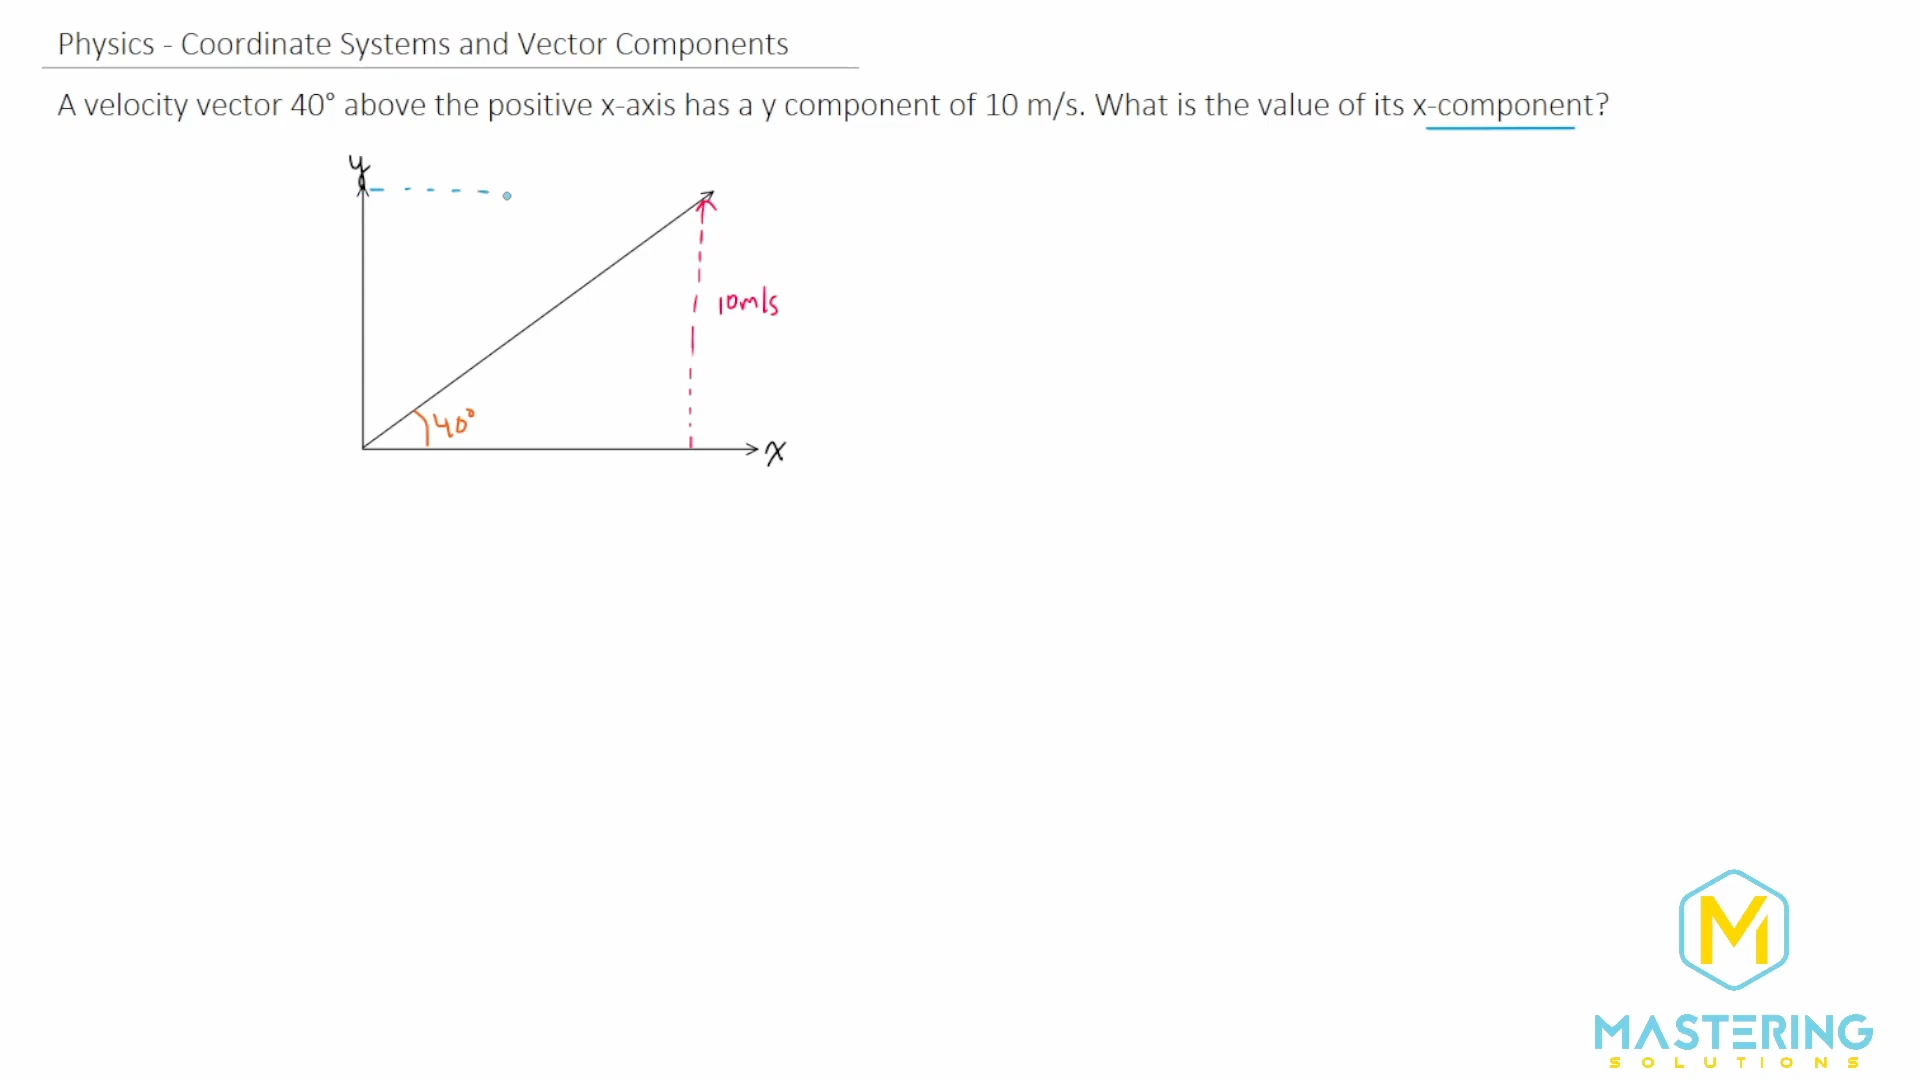 Physics - Coordinate Systems and Vector Components
A velocity vector 40° above the positive x-axis has a y component of 10 m/s. What is the value of its x-component?
y
10m/s
40°
x
M
MASTERING
SOLUTIONS